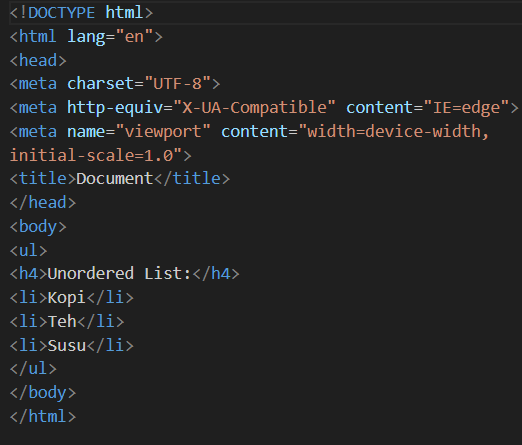 <!DOCTYPE html>
<html lang="en">
<head>
<meta charset="UTF-8">
<meta http-equiv="X-UA-Compatible" content="IE=edge">
<meta name="viewport" content="width=device-width,
initial-scale=1.0">
<title>Document</title>
</head>
<body>
<ul>
<h4>Unordered List:</h4>
<li>Kopi</li>
<li>Teh</li>
<li>Susu</li>
</ul>
</body>
</html>